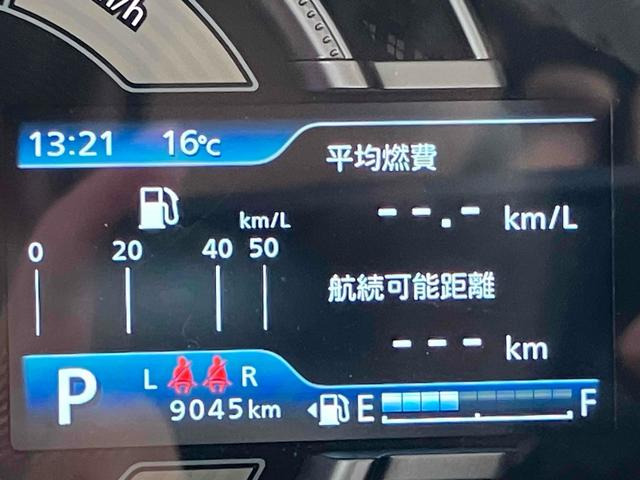 km/h
13:21 16℃
平均燃費
--.- km/L
km/L
0 20 40 50
航続可能距離
--- km
P
L R
9045km
E F